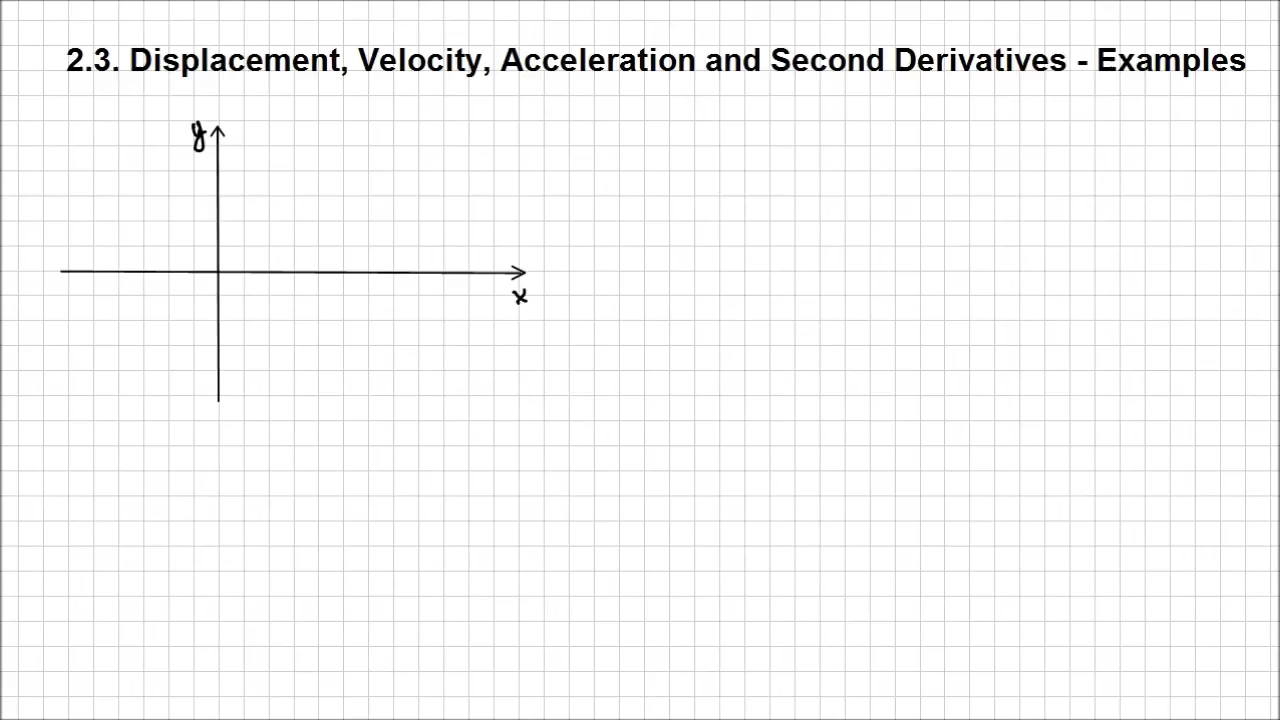 2.3. Displacement, Velocity, Acceleration and Second Derivatives - Examples
y
x